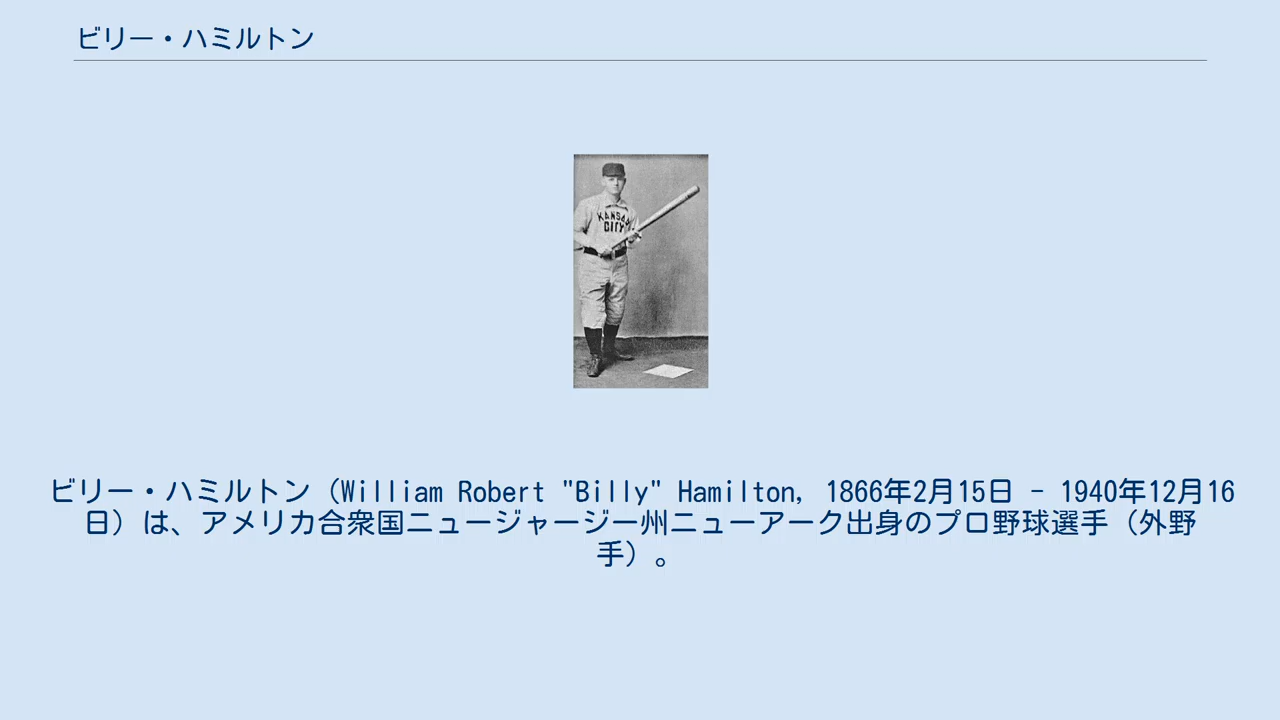 ビリー・ハミルトン
KANSAS
CITY
ビリー・ハミルトン（William Robert "Billy" Hamilton, 1866年2月15日 - 1940年12月16
日）は、アメリカ合衆国ニュージャージー州ニューアーク出身のプロ野球選手（外野
手）。